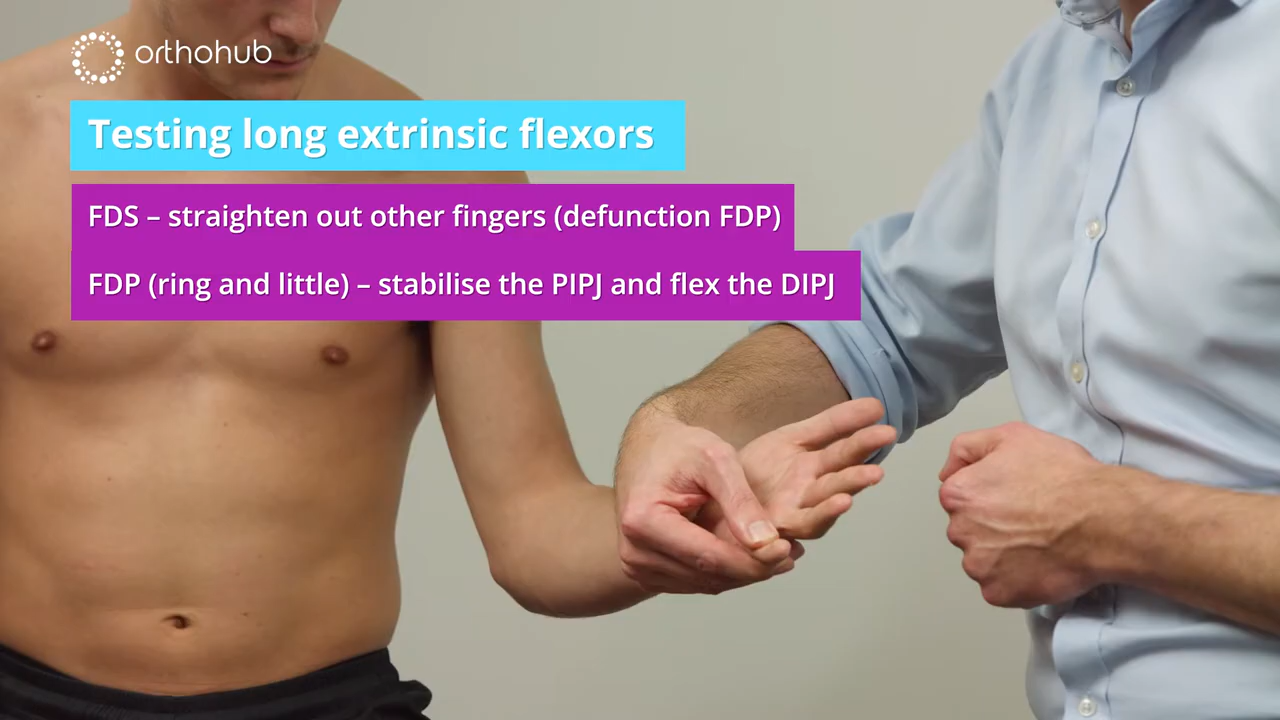 orthohub
Testing long extrinsic flexors
FDS – straighten out other fingers (defunction FDP)
FDP (ring and little) – stabilise the PIPJ and flex the DIPJ